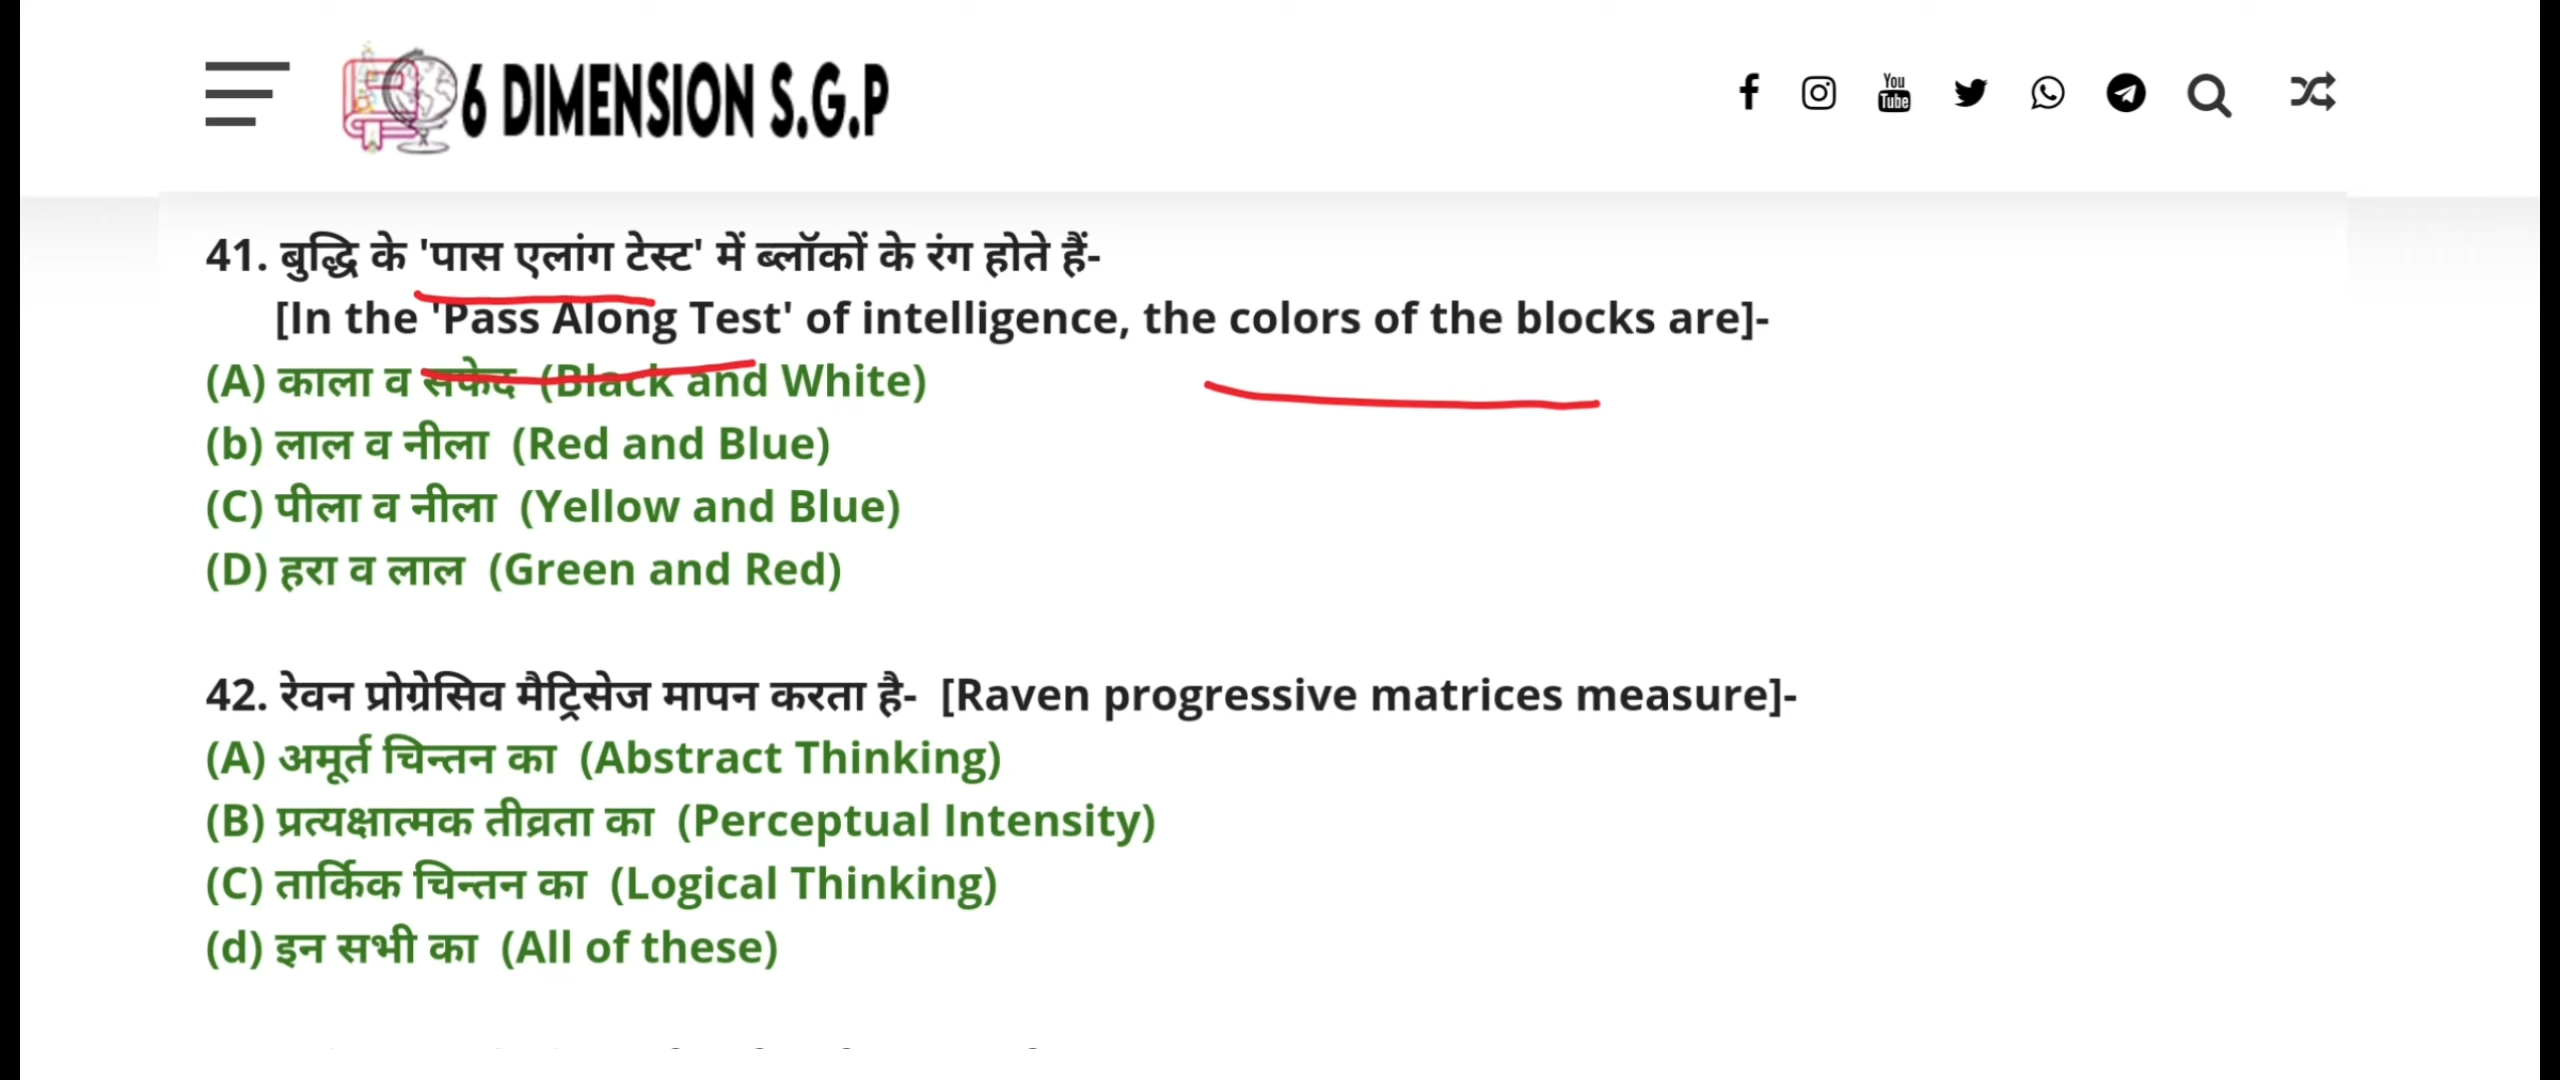 6 DIMENSION S.G.P
You Tube
41. बुद्धि के 'पास एलांग टेस्ट' में ब्लॉकों के रंग होते हैं-
[In the 'Pass Along Test' of intelligence, the colors of the blocks are]-
(A) काला व सफेद (Black and White)
(b) लाल व नीला (Red and Blue)
(C) पीला व नीला (Yellow and Blue)
(D) हरा व लाल (Green and Red)
42. रेवन प्रोग्रेसिव मैट्रिसेज मापन करता है- [Raven progressive matrices measure]-
(A) अमूर्त चिन्तन का (Abstract Thinking)
(B) प्रत्यक्षात्मक तीव्रता का (Perceptual Intensity)
(C) तार्किक चिन्तन का (Logical Thinking)
(d) इन सभी का (All of these)